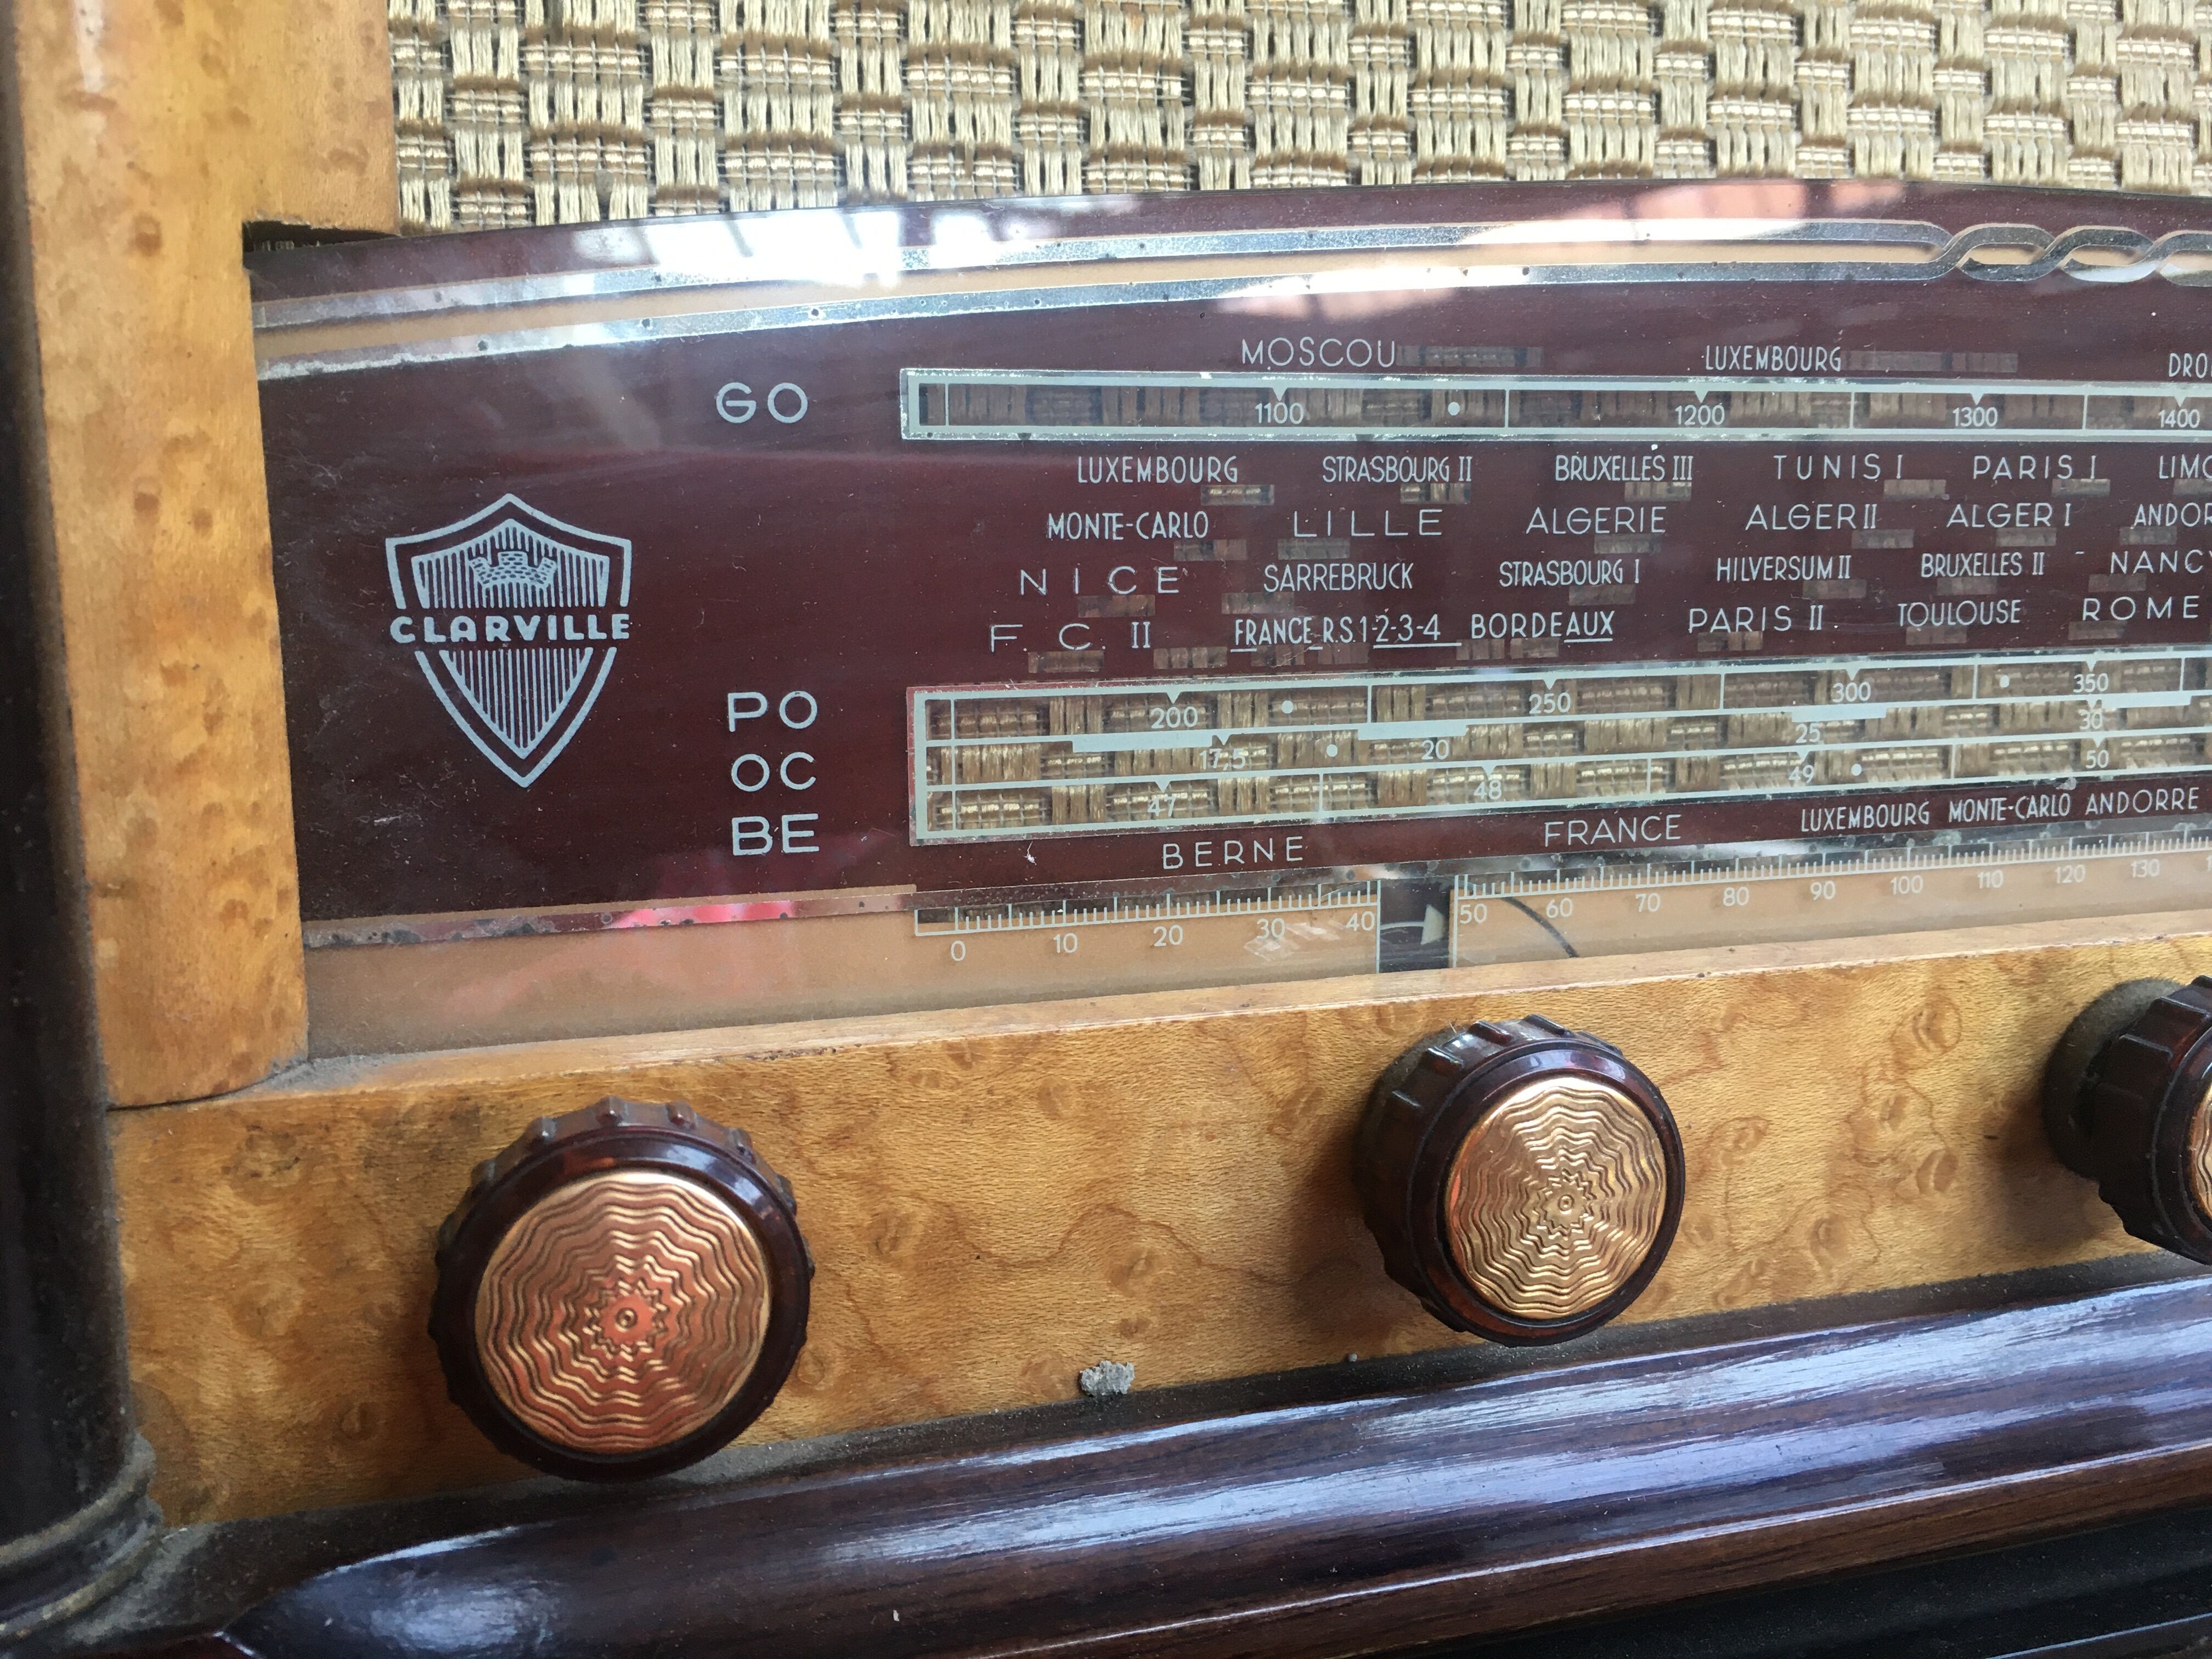 MOSCOU LUXEMBOURG
GO
1100 1200 1300 1400
LUXEMBOURG STRASBOURG II BRUXELLES III TUNIS I PARIS I
MONTE-CARLO LILLE ALGERIE ALGER II ALGER I
NICE SARREBRUCK STRASBOURG I HILVERSUM II BRUXELLES II NANCY
F. C. II FRANCE R.S. 1-2-3-4 BORDEAUX PARIS II TOULOUSE ROME
CLARVILLE
PO 200 250 300 350
OC 17,5 20 25 30
BE 47 48 49 50
BERNE FRANCE LUXEMBOURG MONTE-CARLO ANDORRE
0 10 20 30 40 50 60 70 80 90 100 110 120 130